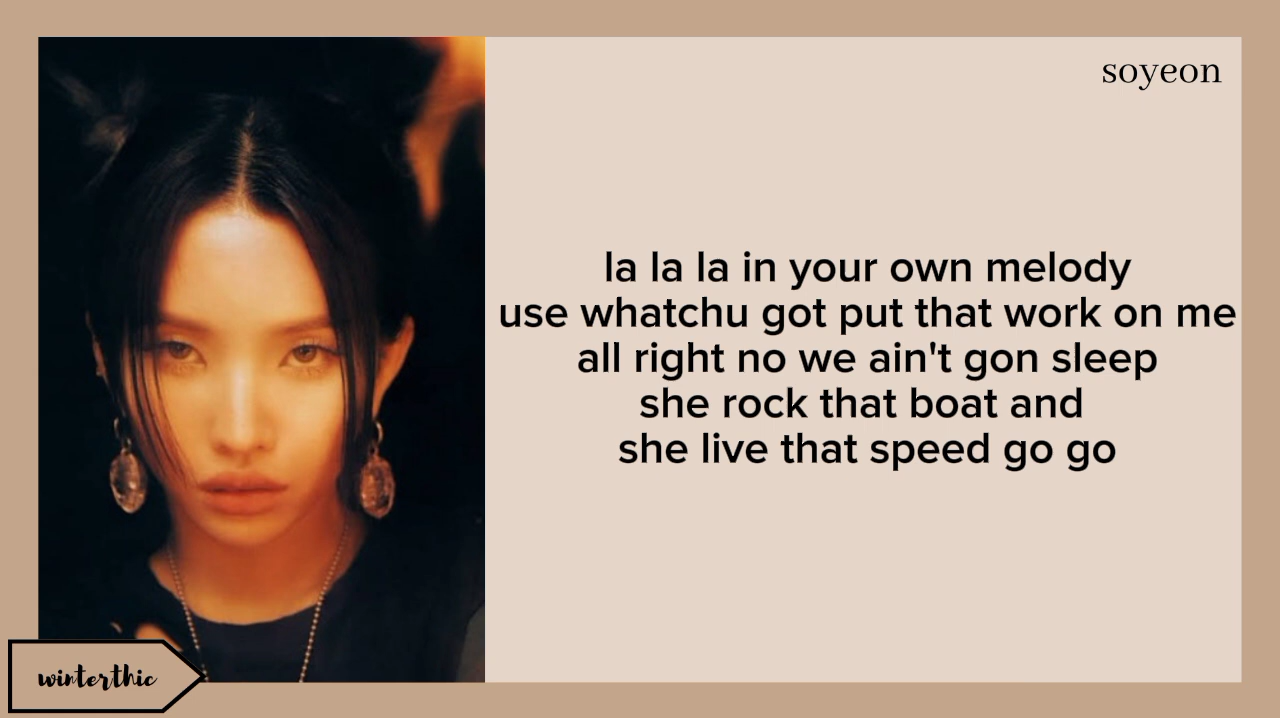 soyeon
la la la in your own melody
use whatchu got put that work on me
all right no we ain't gon sleep
she rock that boat and
she live that speed go go
winterthic